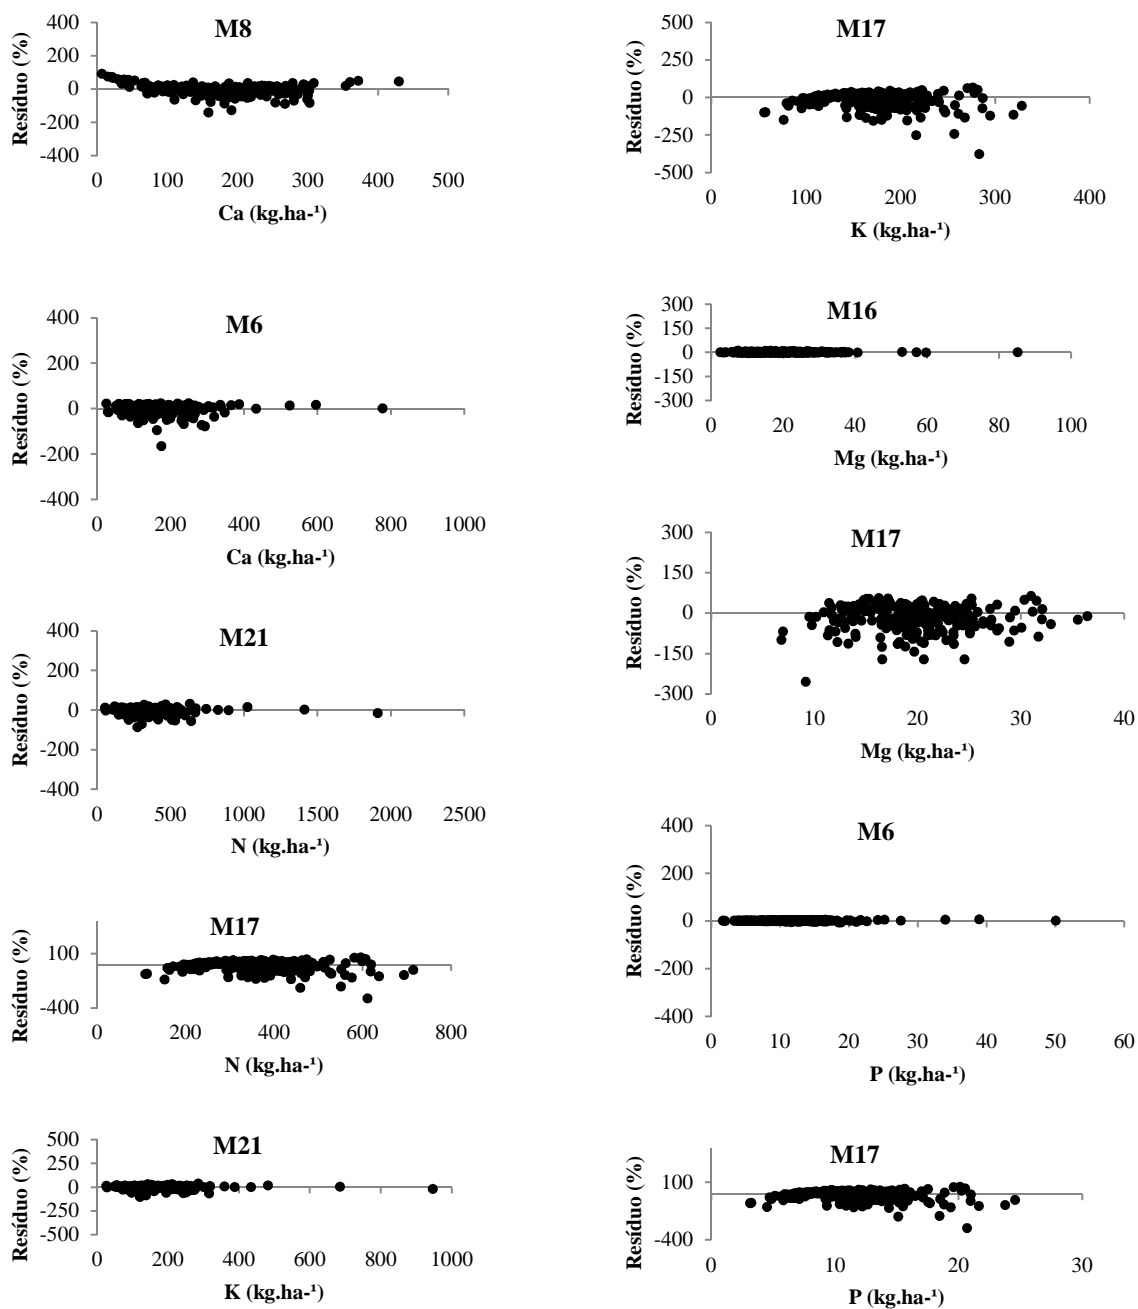 M8
Resíduo (%)
400
200
0
-200
-400
0 100 200 300 400 500
Ca (kg.ha-¹)
M6
Resíduo (%)
400
200
0
-200
-400
0 200 400 600 800 1000
Ca (kg.ha-¹)
M21
Resíduo (%)
400
200
0
-200
-400
0 500 1000 1500 2000 2500
N (kg.ha-¹)
M17
Resíduo (%)
100
-400
0 200 400 600 800
N (kg.ha-¹)
M21
Resíduo (%)
500
250
0
-250
-500
0 200 400 600 800 1000
K (kg.ha-¹)
M17
Resíduo (%)
500
250
0
-250
-500
0 100 200 300 400
K (kg.ha-¹)
M16
Resíduo (%)
300
150
0
-150
-300
0 20 40 60 80 100
Mg (kg.ha-¹)
M17
Resíduo (%)
300
150
0
-150
-300
0 10 20 30 40
Mg (kg.ha-¹)
M6
Resíduo (%)
400
200
0
-200
-400
0 10 20 30 40 50 60
P (kg.ha-¹)
M17
Resíduo (%)
100
-400
0 10 20 30
P (kg.ha-¹)